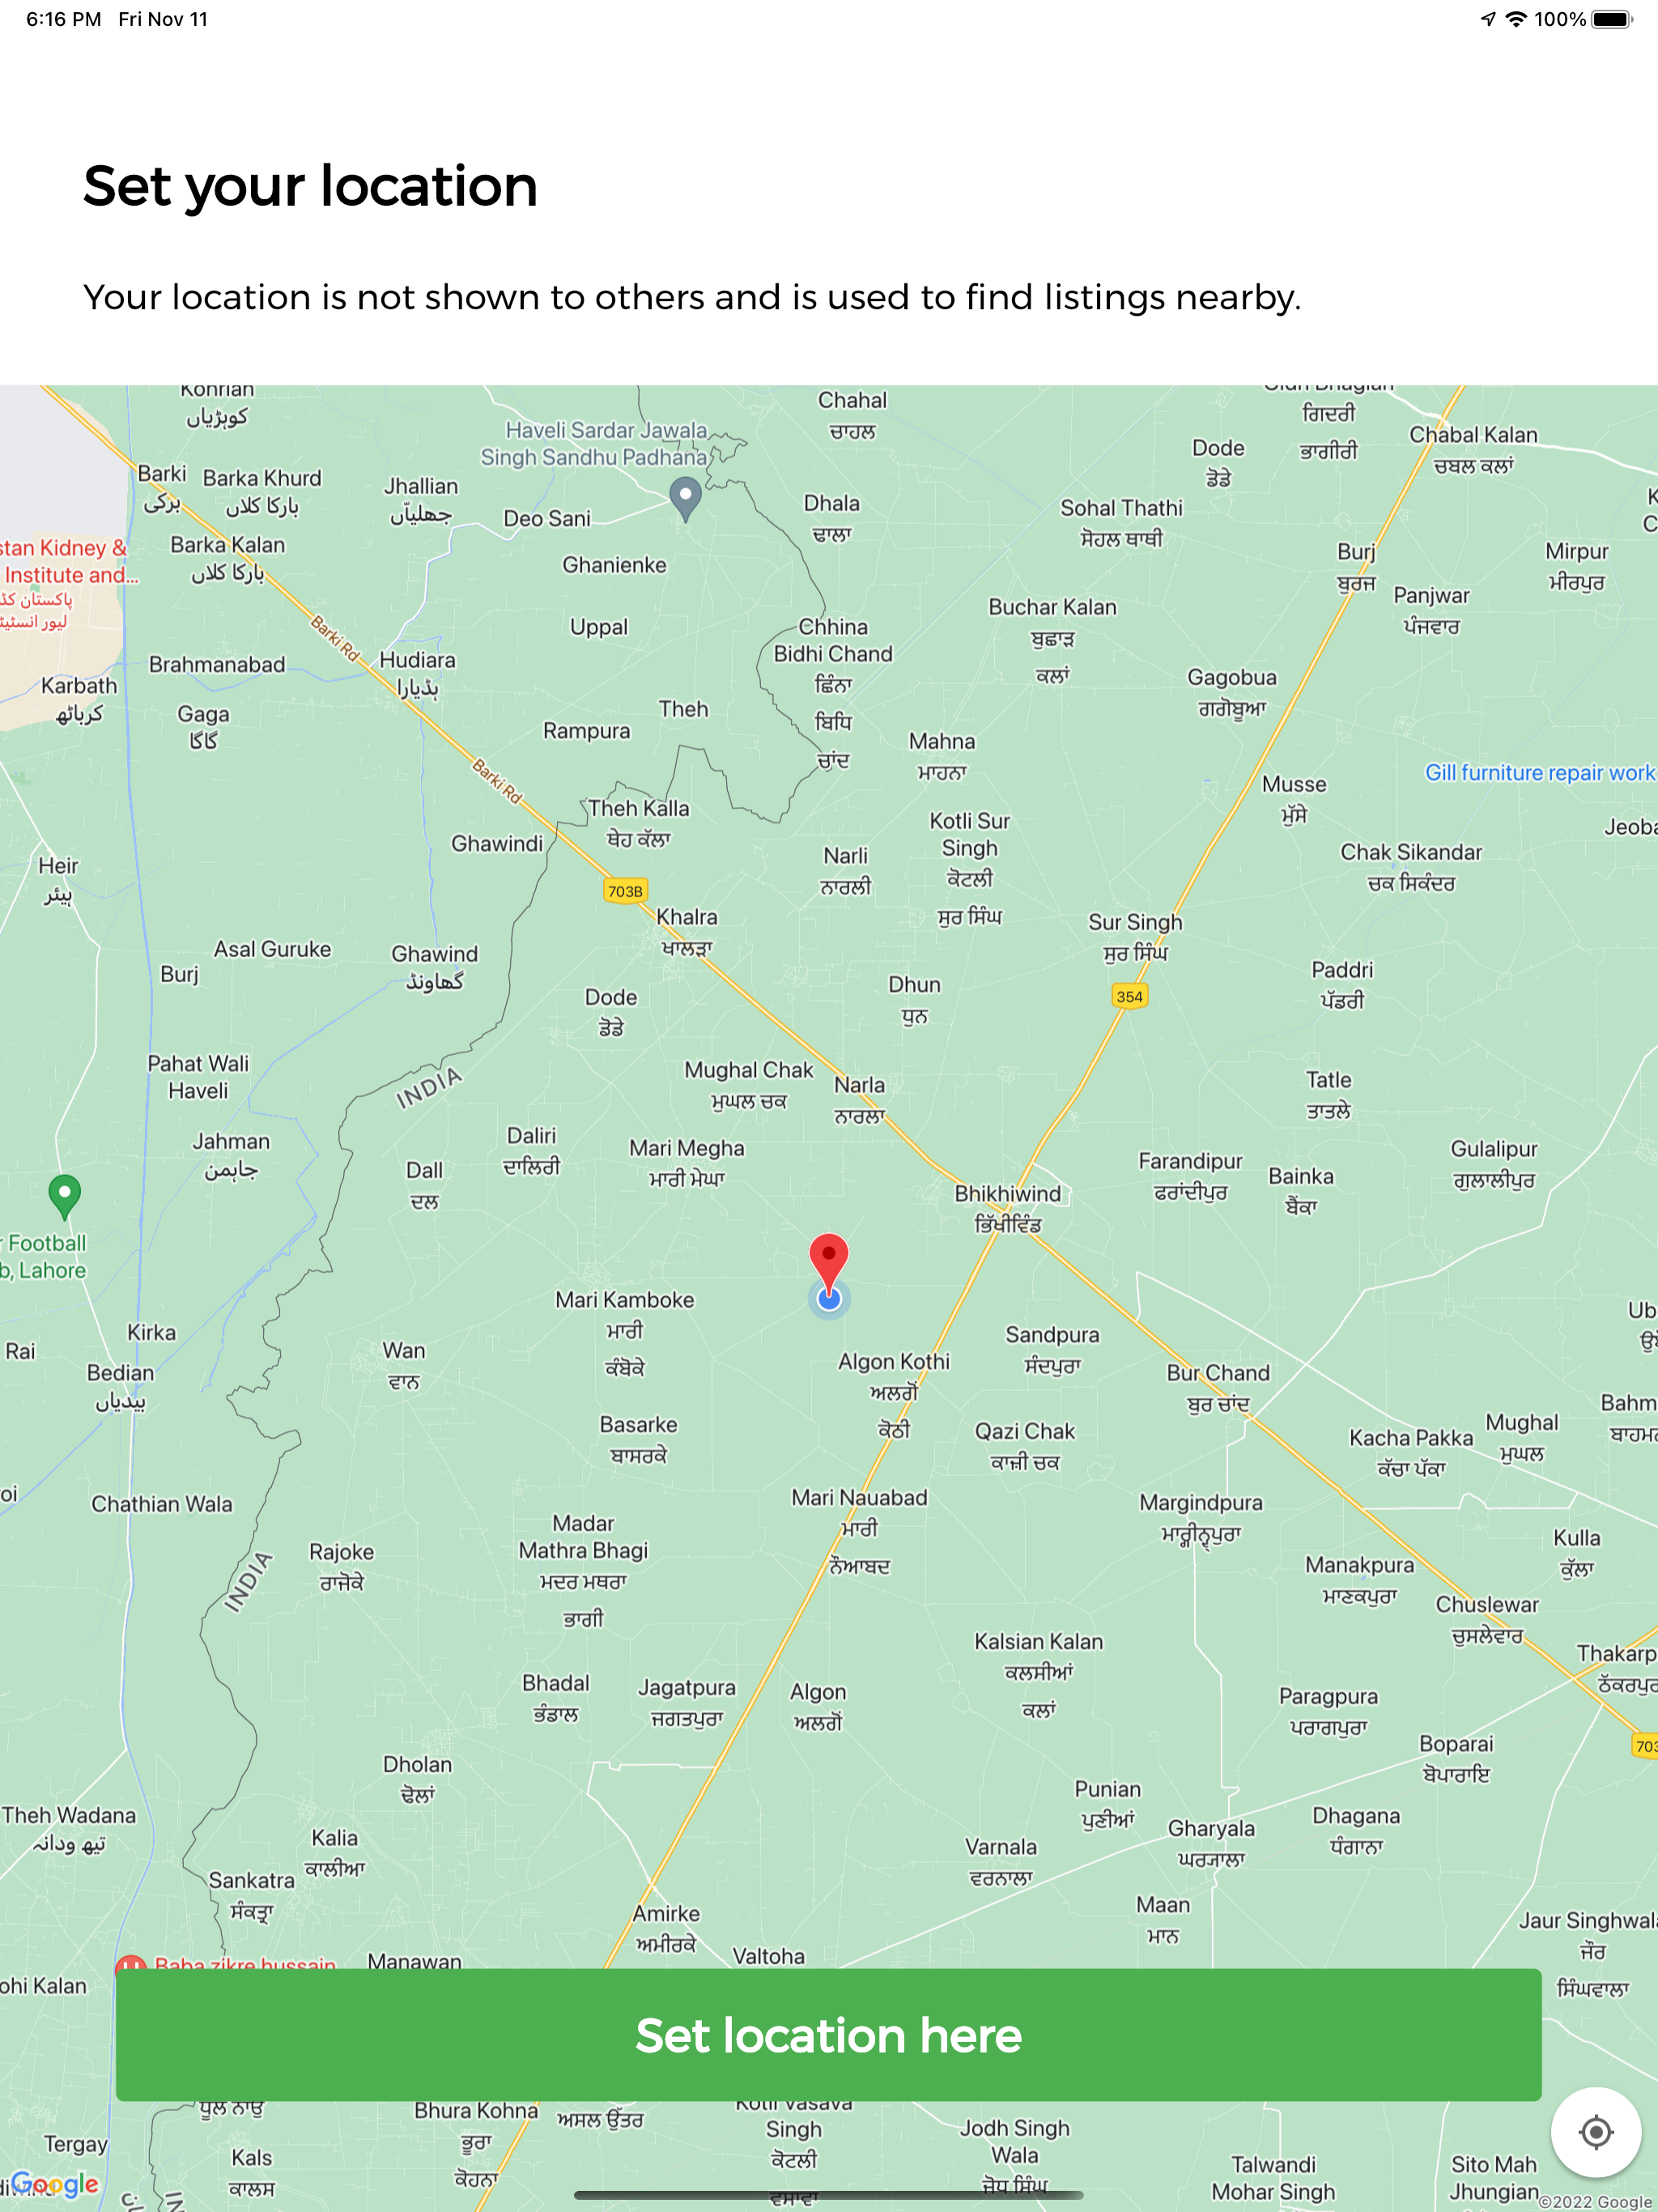 6:16 PM Fri Nov 11
100%
Set your location
Your location is not shown to others and is used to find listings nearby.
کوہڑیاں
Chahal
ਚਾਹਲ
ਗਿਦਰੀ
ਭਾਗੀਰੀ
Haveli Sardar Jawala
Singh Sandhu Padhana
Dode
ਡੋਡੇ
Chabal Kalan
ਚਬਲ ਕਲਾਂ
Barki
برکی
Barka Khurd
بارکا کلاں
Jhallian
جھلیاّں
Deo Sani
Dhala
ਢਾਲਾ
Sohal Thathi
ਸੋਹਲ ਥਾਥੀ
stan Kidney &
Institute and...
Barka Kalan
بارکا کلاں
Ghanienke
Burj
ਬੁਰਜ
Mirpur
ਮੀਰਪੁਰ
Panjwar
ਪੰਜਵਾਰ
Barki Rd
Uppal
Chhina
Bidhi Chand
ਛਿੰਨਾ
ਬਿਧਿ
ਚਾਂਦ
Buchar Kalan
ਬੁਛਾੜ
ਕਲਾਂ
Brahmanabad
Hudiara
ہڈیارا
Karbath
کرباٹھ
Gaga
گاگا
Theh
Rampura
Gagobua
ਗਗੋਬੂਆ
Mahna
ਮਾਹਨਾ
Barki Rd
Gill furniture repair work
Musse
ਮੁੱਸੇ
Theh Kalla
ਥੇਹ ਕੱਲਾ
Kotli Sur
Singh
ਕੋਟਲੀ
ਸੁਰ ਸਿੰਘ
Jeoba
Ghawindi
Narli
ਨਾਰਲੀ
Chak Sikandar
ਚਕ ਸਿਕੰਦਰ
Heir
ہیئر
703B
Khalra
ਖਾਲੜਾ
Sur Singh
ਸੁਰ ਸਿੰਘ
Asal Guruke
Ghawind
گھاونڈ
Burj
Paddri
ਪੱਡਰੀ
354
Dode
ਡੋਡੇ
Dhun
ਧੁਨ
Pahat Wali
Haveli
INDIA
Mughal Chak
ਮੁਘਲ ਚਕ
Narla
ਨਾਰਲਾ
Tatle
ਤਾਤਲੇ
Jahman
جاہمن
Daliri
ਦਾਲਿਰੀ
Mari Megha
ਮਾਰੀ ਮੇਘਾ
Dall
ਦਲ
Farandipur
ਫਰਾਂਦੀਪੁਰ
Bainka
ਬੈਂਕਾ
Gulalipur
ਗੁਲਾਲੀਪੁਰ
Bhikhiwind
ਭਿੱਖੀਵਿੰਡ
r Football
b, Lahore
Mari Kamboke
ਮਾਰੀ
ਕੰਬੋਕੇ
Ub
Kirka
Rai
Wan
ਵਾਨ
Sandpura
ਸੰਦਪੁਰਾ
Algon Kothi
ਅਲਗੋਂ
ਕੋਠੀ
Bedian
بیدیاں
Bur Chand
ਬੁਰ ਚਾਂਦ
Bahm
Basarke
ਬਾਸਰਕੇ
Qazi Chak
ਕਾਜ਼ੀ ਚਕ
Kacha Pakka
ਕੱਚਾ ਪੱਕਾ
Mughal
ਮੁਘਲ
oi
Chathian Wala
Mari Nauabad
ਮਾਰੀ
ਨੌਆਬਦ
Margindpura
Madar
Mathra Bhagi
ਮਦਰ ਮਥਰਾ
ਭਾਗੀ
Rajoke
ਰਾਜੋਕੇ
Kulla
ਕੁੱਲਾ
INDIA
Manakpura
ਮਾਣਕਪੁਰਾ
Chuslewar
ਚੁਸਲੇਵਾਰ
Kalsian Kalan
ਕਲਸੀਆਂ
ਕਲਾਂ
Thakarp
ਠੱਕਰਪੁਰ
Bhadal
ਭੰਡਾਲ
Jagatpura
ਜਗਤਪੁਰਾ
Algon
ਅਲਗੋਂ
Paragpura
ਪਰਾਗਪੁਰਾ
703
Boparai
ਬੋਪਾਰਾਇ
Dholan
ਢੋਲਾਂ
Punian
ਪੁਣੀਆਂ
Theh Wadana
تیھ ودانہ
Gharyala
ਘਰ੍ਯਾਲਾ
Dhagana
ਧੰਗਾਨਾ
Kalia
ਕਾਲੀਆ
Varnala
ਵਰਨਾਲਾ
Sankatra
ਸੰਕਤ੍ਰਾ
Amirke
ਅਮੀਰਕੇ
Maan
ਮਾਨ
Jaur Singhwala
ਜੌਰ
ਸਿੰਘਵਾਲਾ
Baba zikre hussain
Manawan
Valtoha
ohi Kalan
Set location here
Bhura Kohna
ਭੂਰਾ
ਕੋਹਨਾ
ਅਸਲ ਉੱਤਰ
Kotli Vasava
Singh
ਕੋਟਲੀ
ਵਸਾਵਾ
Jodh Singh
Wala
ਜੋਧ ਸਿੰਘ
Tergay
Kals
ਕਾਲਸ
Talwandi
Mohar Singh
Sito Mah
Jhungian
Google
©2022 Google